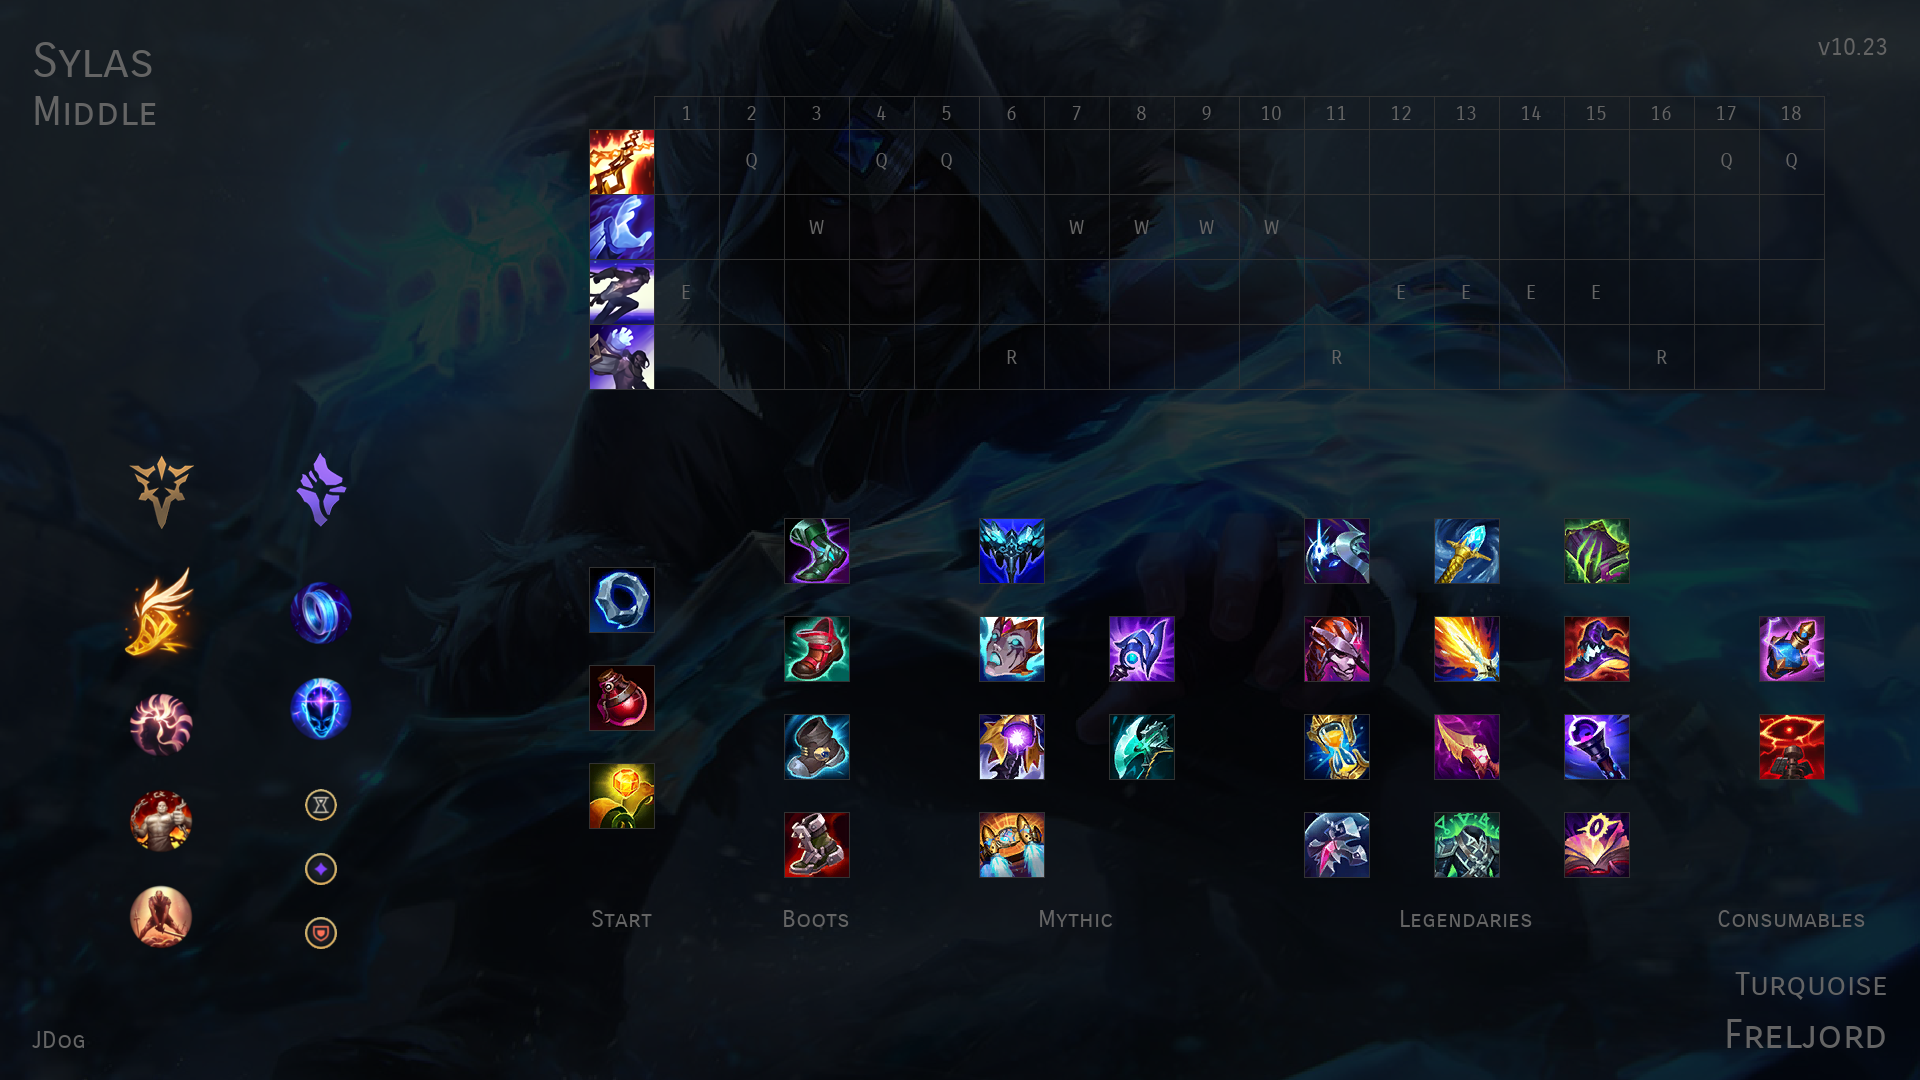 Sylas
Middle
v10.23
1 2 3 4 5 6 7 8 9 10 11 12 13 14 15 16 17 18
Q Q Q Q Q
W W W W W
E E E E E
R R R
Start Boots Mythic Legendaries Consumables
Turquoise
Freljord
JDog